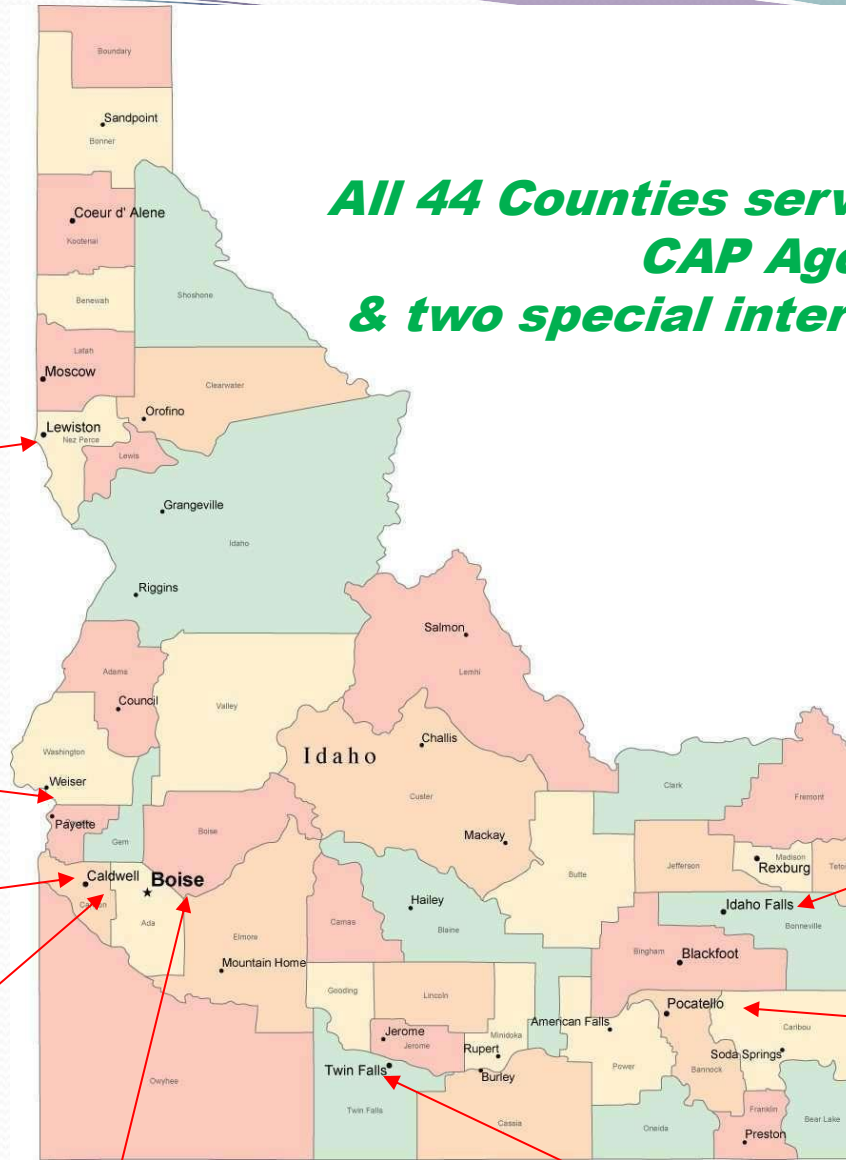 Boundary
Sandpoint
Bonner
All 44 Counties serv
CAP Age
& two special inter
Coeur d' Alene
Kootenai
Shoshone
Benewah
Latah
Moscow
Clearwater
Orofino
Lewiston
Nez Perce
Lewis
Grangeville
Idaho
Riggins
Salmon
Lemhi
Adams
Council
Valley
Washington
Idaho
Challis
Weiser
Custer
Clark
Fremont
Payette
Boise
Mackay
Gem
Butte
Jefferson
Madison
Rexburg
Teto
Caldwell
Boise
Ada
Hailey
Blaine
Idaho Falls
Bonneville
Camas
Elmore
Bingham
Blackfoot
Mountain Home
Gooding
Lincoln
Pocatello
American Falls
Caribou
Jerome
Jerome
Minidoka
Rupert
Soda Springs
Twin Falls
Burley
Power
Bannock
Owyhee
Twin Falls
Cassia
Oneida
Franklin
Bear Lake
Preston